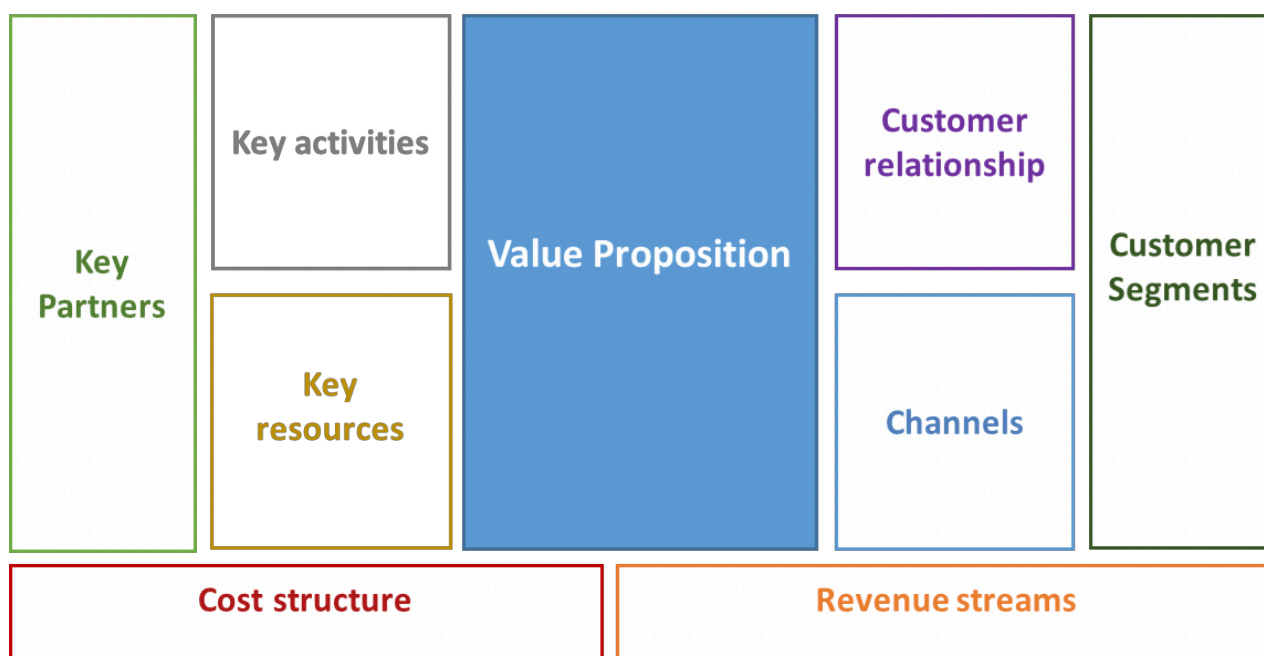 Key
Partners
Key activities
Key
resources
Value Proposition
Customer
relationship
Channels
Customer
Segments
Cost structure
Revenue streams